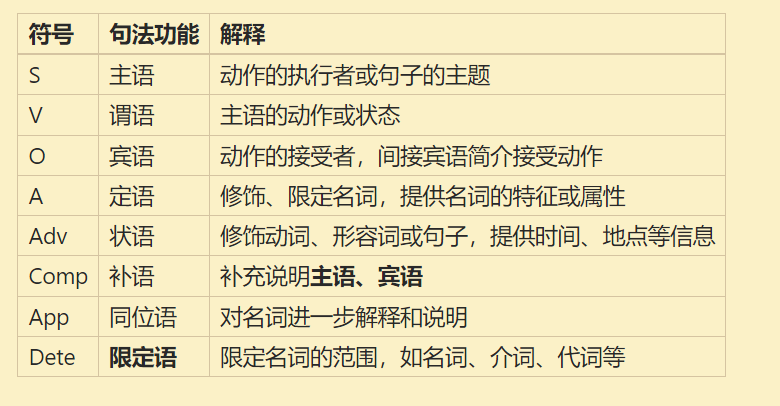 符号 句法功能 解释
S 主语 动作的执行者或句子的主题
V 谓语 主语的动作或状态
O 宾语 动作的接受者，间接宾语简介接受动作
A 定语 修饰、限定名词，提供名词的特征或属性
Adv 状语 修饰动词、形容词或句子，提供时间、地点等信息
Comp 补语 补充说明主语、宾语
App 同位语 对名词进一步解释和说明
Dete 限定语 限定名词的范围，如名词、介词、代词等